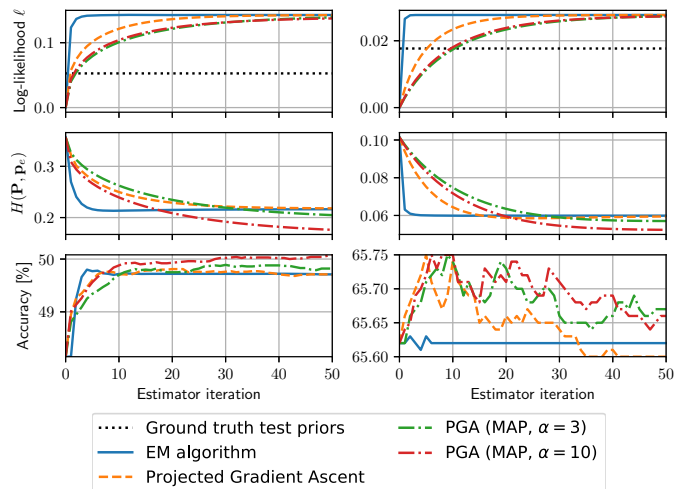 Log-likelihood ℓ
0.1
0.0
0.02
0.00
H(P_τ, p_e)
0.3
0.2
0.10
0.08
0.06
Accuracy [%]
50
49
65.75
65.70
65.65
65.60
0 10 20 30 40 50
0 10 20 30 40 50
Estimator iteration
Estimator iteration
Ground truth test priors
EM algorithm
Projected Gradient Ascent
PGA (MAP, α = 3)
PGA (MAP, α = 10)